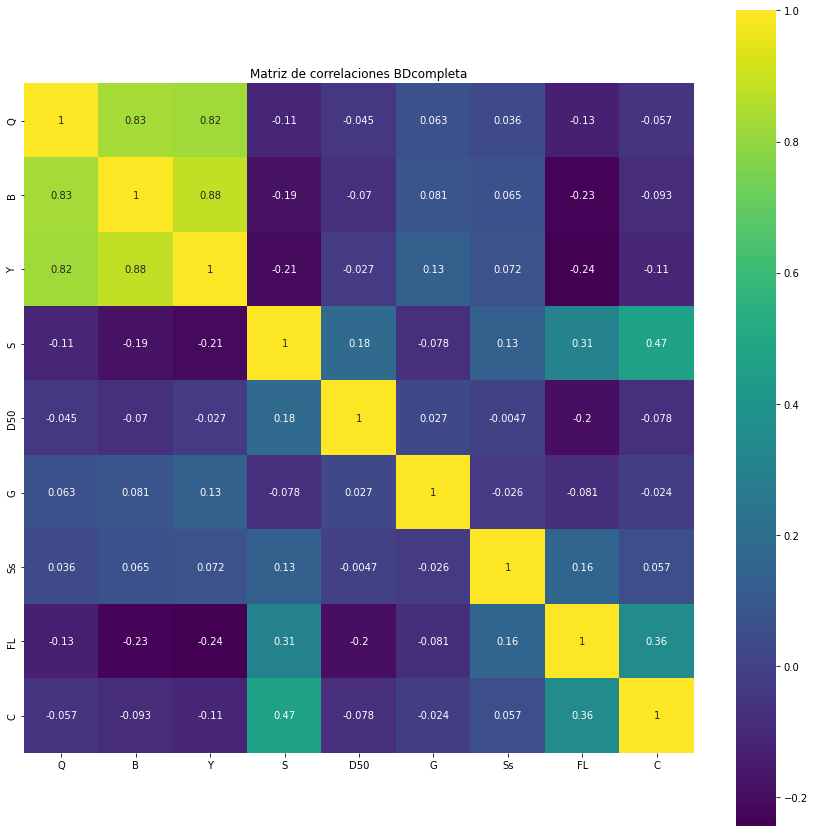 Matriz de correlaciones BDcompleta
Q 1 0.83 0.82 -0.11 -0.045 0.063 0.036 -0.13 -0.057
B 0.83 1 0.88 -0.19 -0.07 0.081 0.065 -0.23 -0.093
Y 0.82 0.88 1 -0.21 -0.027 0.13 0.072 -0.24 -0.11
S -0.11 -0.19 -0.21 1 0.18 -0.078 0.13 0.31 0.47
D50 -0.045 -0.07 -0.027 0.18 1 0.027 -0.0047 -0.2 -0.078
G 0.063 0.081 0.13 -0.078 0.027 1 -0.026 -0.081 -0.024
Ss 0.036 0.065 0.072 0.13 -0.0047 -0.026 1 0.16 0.057
FL -0.13 -0.23 -0.24 0.31 -0.2 -0.081 0.16 1 0.36
C -0.057 -0.093 -0.11 0.47 -0.078 -0.024 0.057 0.36 1
Q B Y S D50 G Ss FL C
1.0
0.8
0.6
0.4
0.2
0.0
−0.2